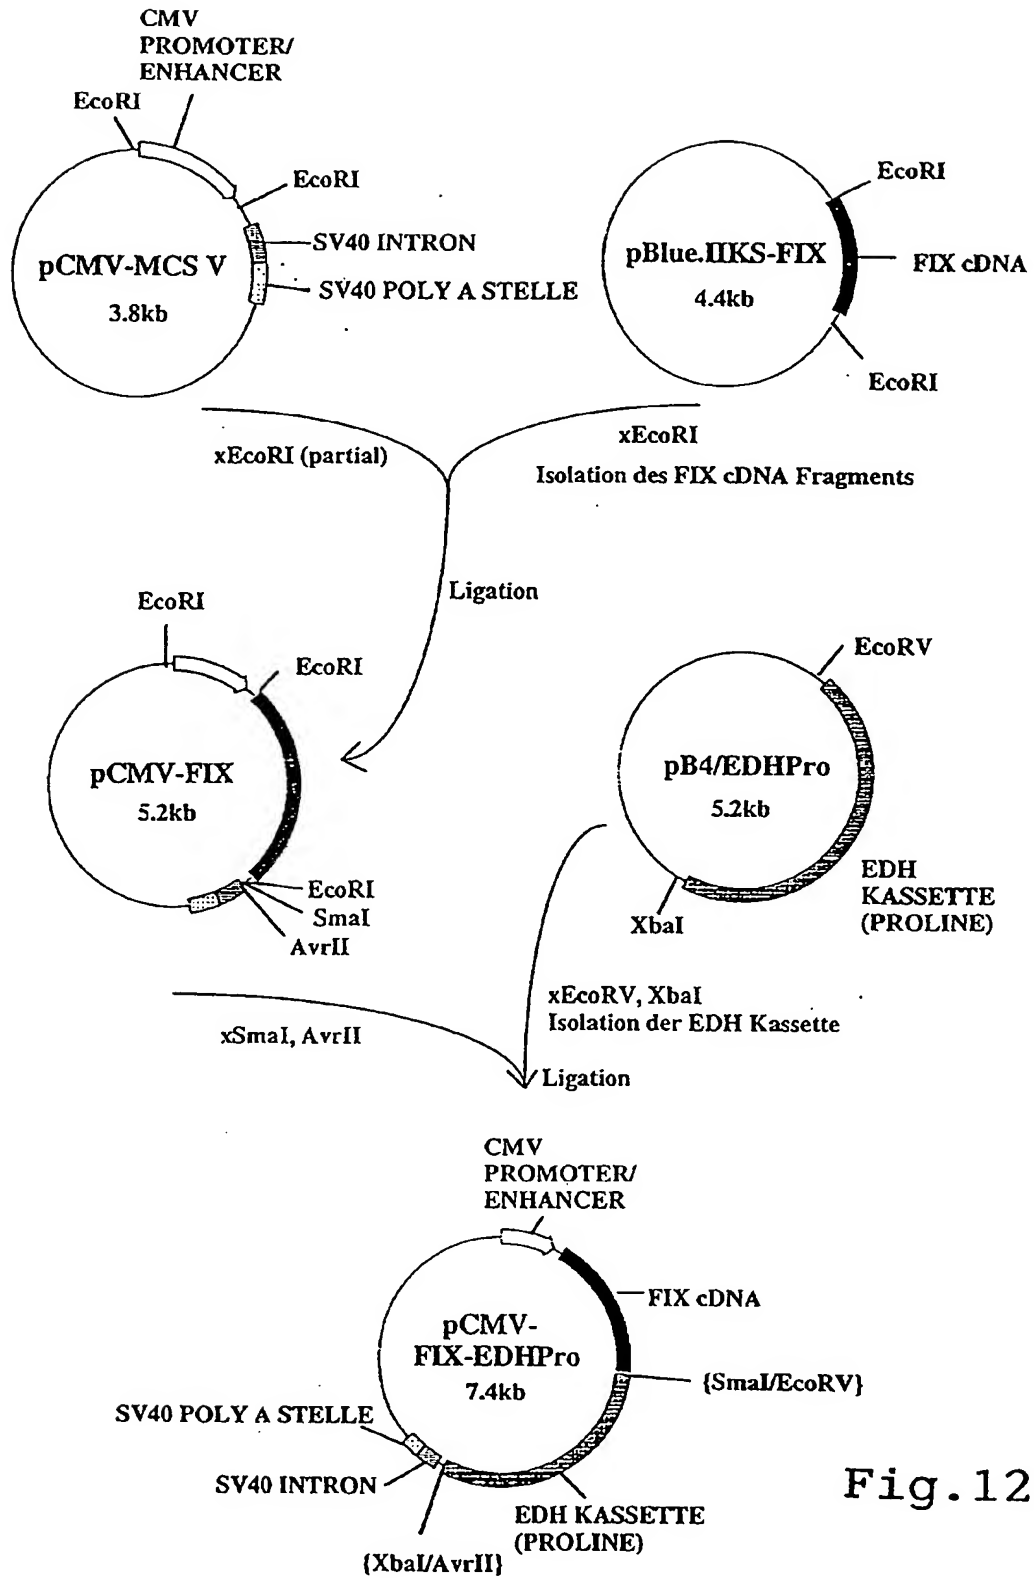 CMV
PROMOTER/
ENHANCER
EcoRI
EcoRI
SV40 INTRON
SV40 POLY A STELLE
pCMV-MCS V
3.8kb
EcoRI
pBlue.IIKS-FIX
4.4kb
FIX cDNA
EcoRI
xEcoRI (partial)
xEcoRI
Isolation des FIX cDNA Fragments
Ligation
EcoRI
EcoRI
pCMV-FIX
5.2kb
EcoRI
SmaI
AvrII
EcoRV
pB4/EDHPro
5.2kb
EDH
KASSETTE
(PROLINE)
XbaI
xSmaI, AvrII
xEcoRV, XbaI
Isolation der EDH Kassette
Ligation
CMV
PROMOTER/
ENHANCER
FIX cDNA
pCMV-
FIX-EDHPro
7.4kb
{SmaI/EcoRV}
SV40 POLY A STELLE
SV40 INTRON
EDH KASSETTE
(PROLINE)
{XbaI/AvrII}
Fig.12